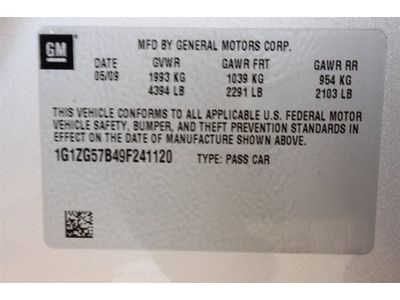 GM
MFD BY GENERAL MOTORS CORP.
DATE GVWR GAWR FRT GAWR RR
05/09 1993 KG 1039 KG 954 KG
4394 LB 2291 LB 2103 LB
THIS VEHICLE CONFORMS TO ALL APPLICABLE U.S. FEDERAL MOTOR
VEHICLE SAFETY, BUMPER, AND THEFT PREVENTION STANDARDS IN
EFFECT ON THE DATE OF MANUFACTURE SHOWN ABOVE.
1G1ZG57B49F241120 TYPE: PASS CAR